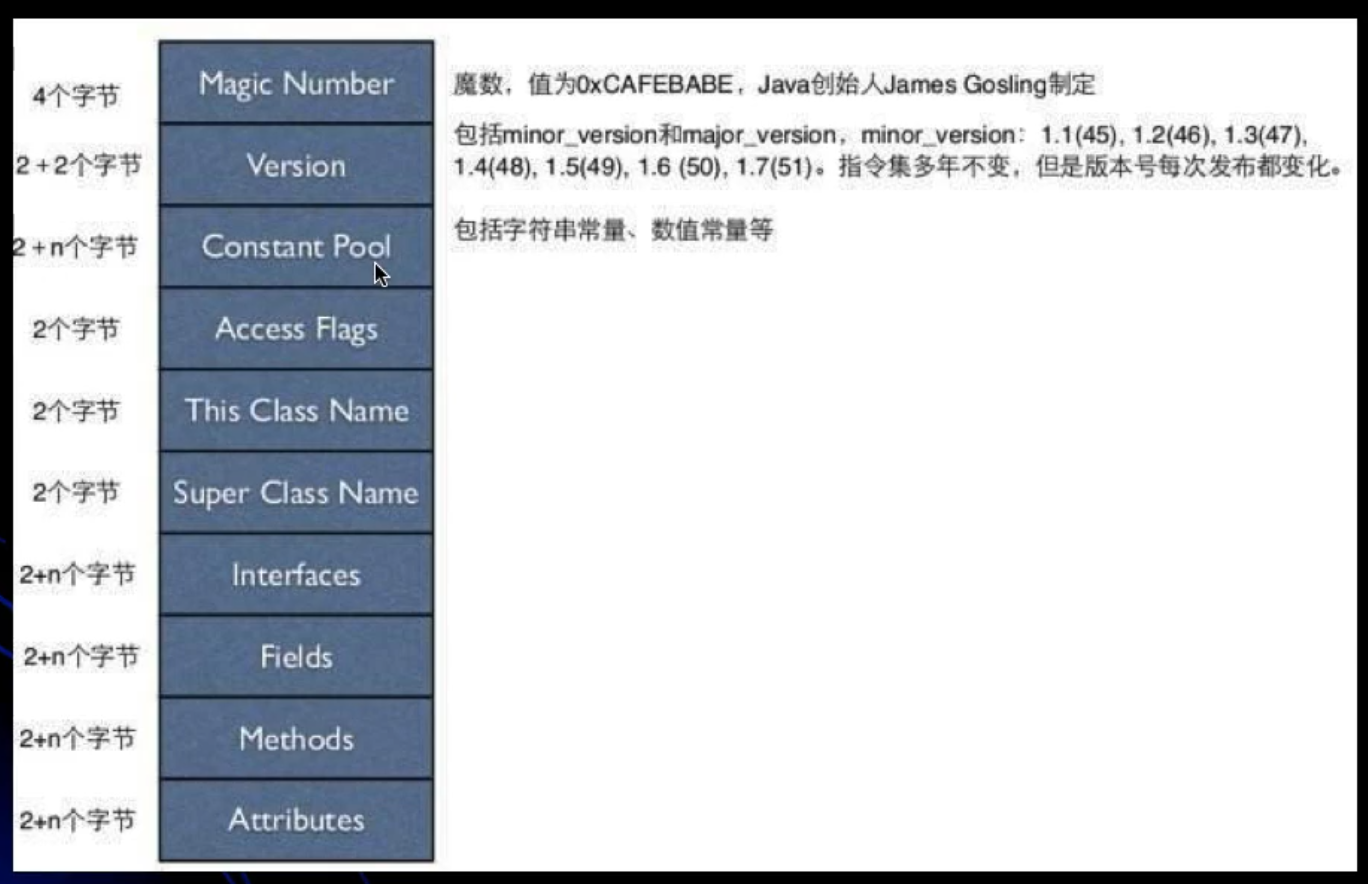 4个字节
Magic Number
魔数，值为0xCAFEBABE，Java创始人James Gosling制定
2+2个字节
Version
包括minor_version和major_version，minor_version：1.1(45), 1.2(46), 1.3(47),
1.4(48), 1.5(49), 1.6 (50), 1.7(51)。指令集多年不变，但是版本号每次发布都变化。
2+n个字节
Constant Pool
包括字符串常量、数值常量等
2个字节
Access Flags
2个字节
This Class Name
2个字节
Super Class Name
2+n个字节
Interfaces
2+n个字节
Fields
2+n个字节
Methods
2+n个字节
Attributes